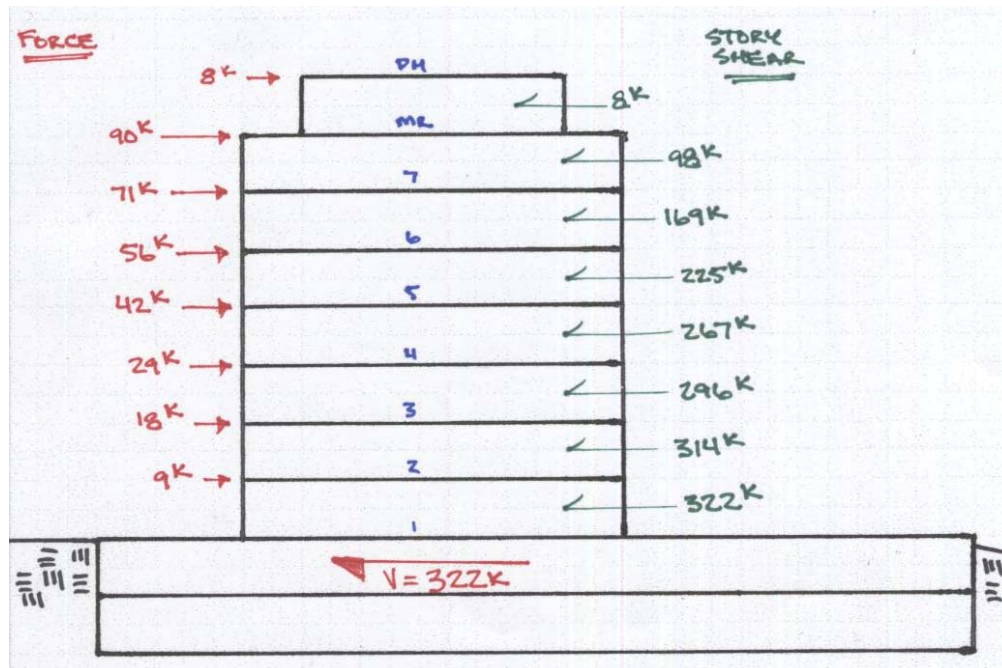 FORCE
STORY
SHEAR
8K
PH
8K
90K
MR
98K
71K
7
169K
56K
6
225K
42K
5
267K
29K
4
296K
18K
3
314K
9K
2
322K
1
V = 322K